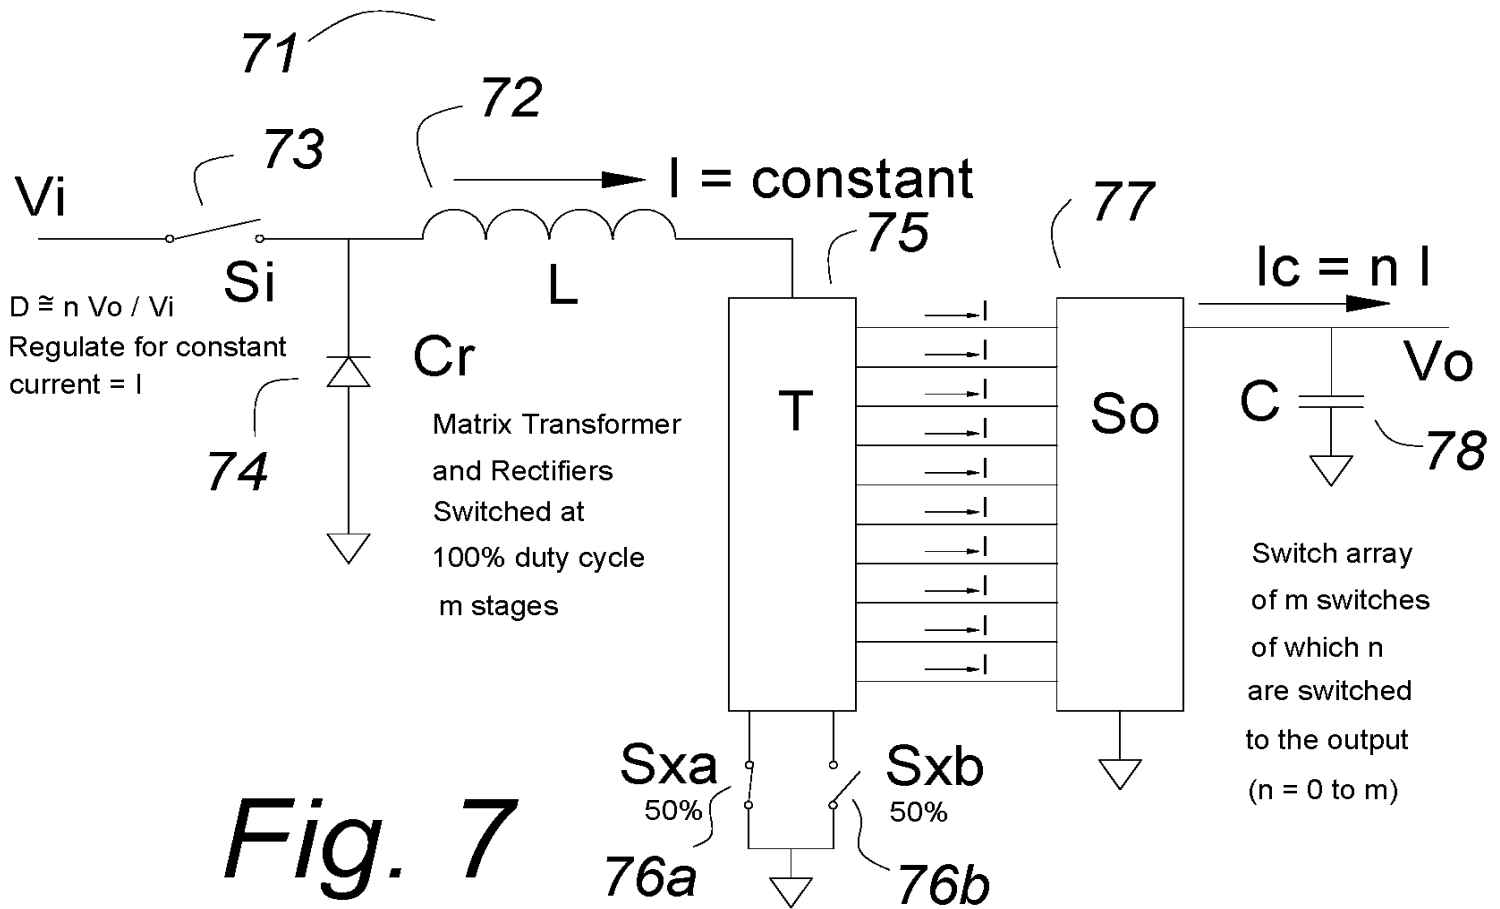 71
72
73
Vi
I = constant
75
77
Ic = n I
Si
L
D ≅ n Vo / Vi
Regulate for constant
current = I
Cr
74
Matrix Transformer
and Rectifiers
Switched at
100% duty cycle
m stages
T
I
I
I
I
I
I
I
I
I
I
So
Vo
C
78
Switch array
of m switches
of which n
are switched
to the output
(n = 0 to m)
Sxa
50%
Sxb
50%
76a
76b
Fig. 7